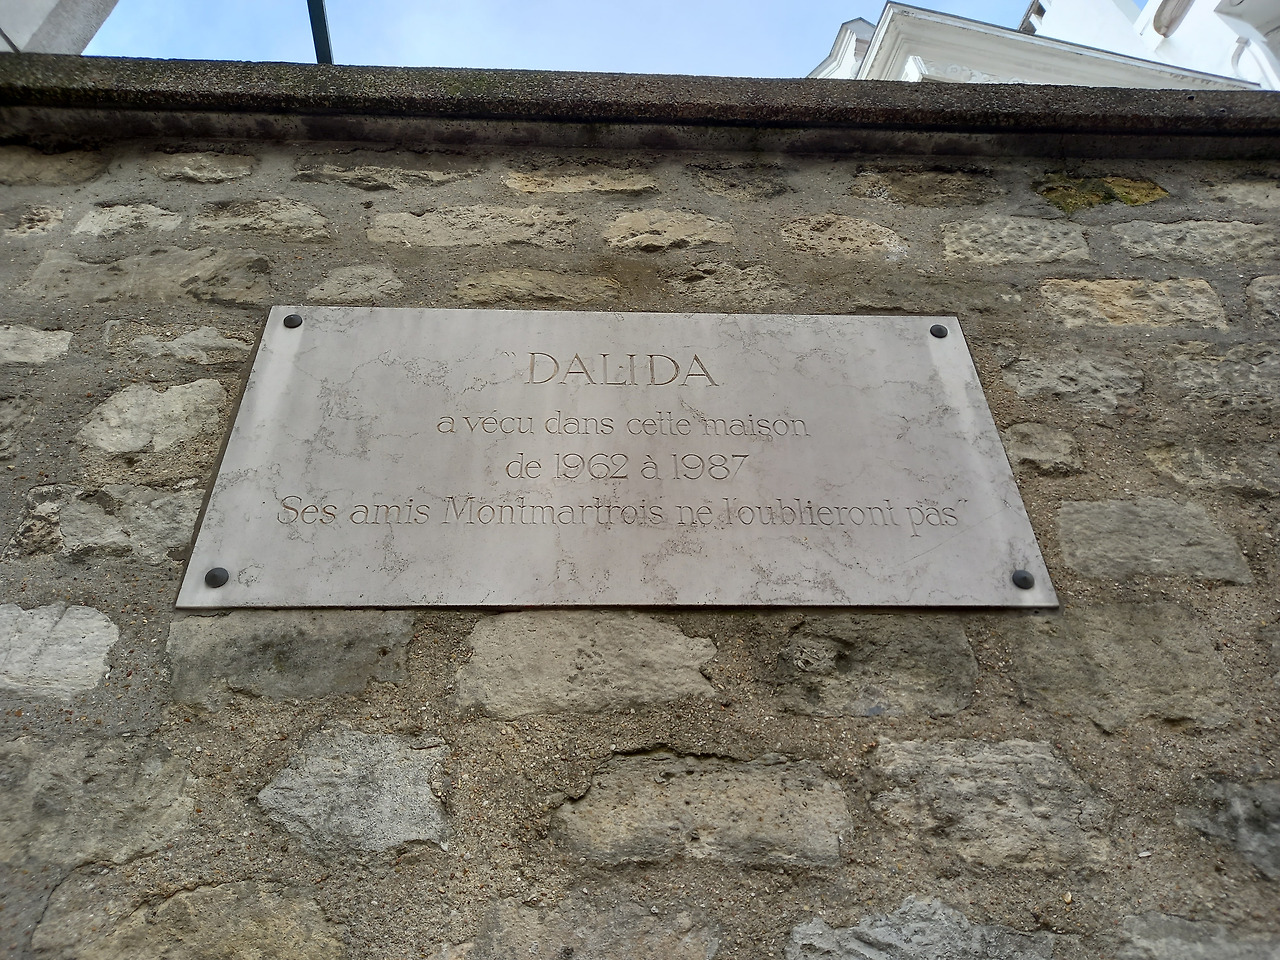 "DALIDA
a vécu dans cette maison
de 1962 à 1987
Ses amis Montmartrois ne l'oublieront pas"